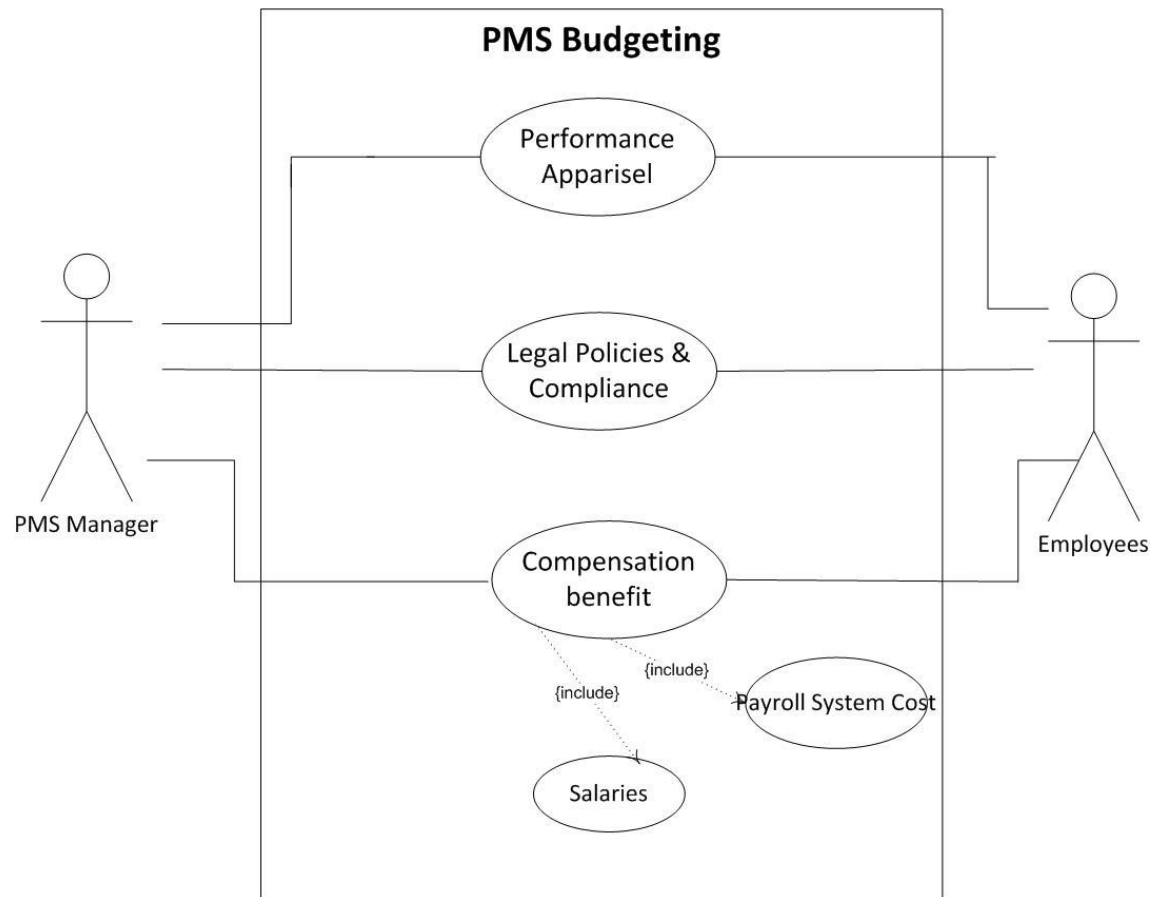 PMS Budgeting
Performance
Apparisel
Legal Policies &
Compliance
PMS Manager
Employees
Compensation
benefit
{include}
{include}
Payroll System Cost
Salaries